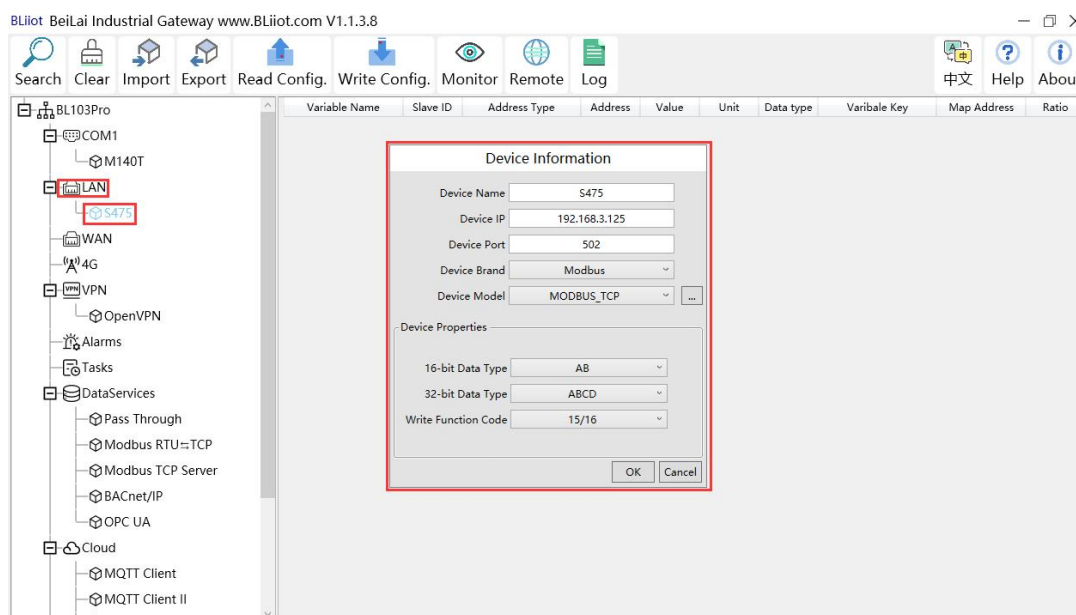 BLiiot BeiLai Industrial Gateway www.BLiiot.com V1.1.3.8
Search Clear Import Export Read Config. Write Config. Monitor Remote Log 中文 Help Abou
Variable Name Slave ID Address Type Address Value Unit Data type Varibale Key Map Address Ratio
BL103Pro
COM1
M140T
LAN
S475
WAN
4G
VPN
OpenVPN
Alarms
Tasks
DataServices
Pass Through
Modbus RTU⇆TCP
Modbus TCP Server
BACnet/IP
OPC UA
Cloud
MQTT Client
MQTT Client II
Device Information
Device Name S475
Device IP 192.168.3.125
Device Port 502
Device Brand Modbus
Device Model MODBUS_TCP ...
Device Properties
16-bit Data Type AB
32-bit Data Type ABCD
Write Function Code 15/16
OK Cancel